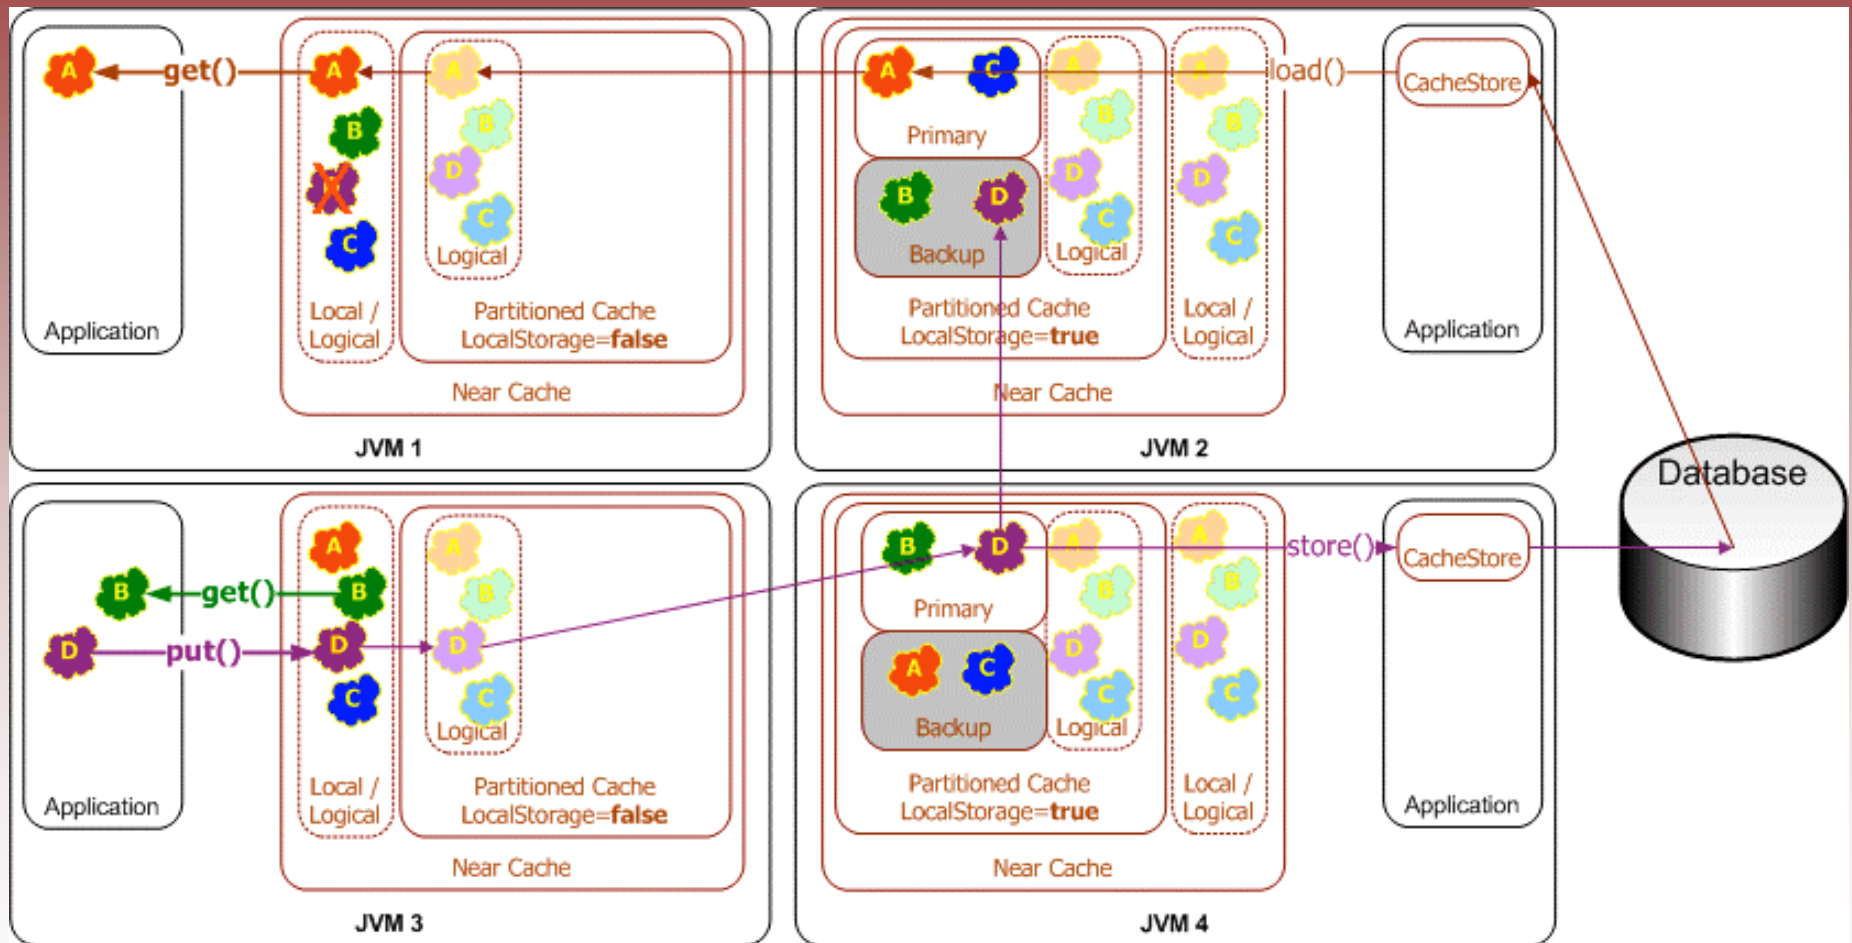 A
get()
A
B
X
C
Local /
Logical
A
B
D
C
Logical
Partitioned Cache
LocalStorage=false
Near Cache
Application
JVM 1
A
C
Primary
B
D
Backup
A
B
D
C
Logical
Partitioned Cache
LocalStorage=true
A
B
D
C
Local /
Logical
Near Cache
load()
CacheStore
Application
JVM 2
Database
B
get()
D
put()
A
B
D
C
Local /
Logical
A
B
D
C
Logical
Partitioned Cache
LocalStorage=false
Near Cache
Application
JVM 3
B
D
Primary
A
C
Backup
A
B
D
C
Logical
Partitioned Cache
LocalStorage=true
A
B
D
C
Local /
Logical
Near Cache
store()
CacheStore
Application
JVM 4